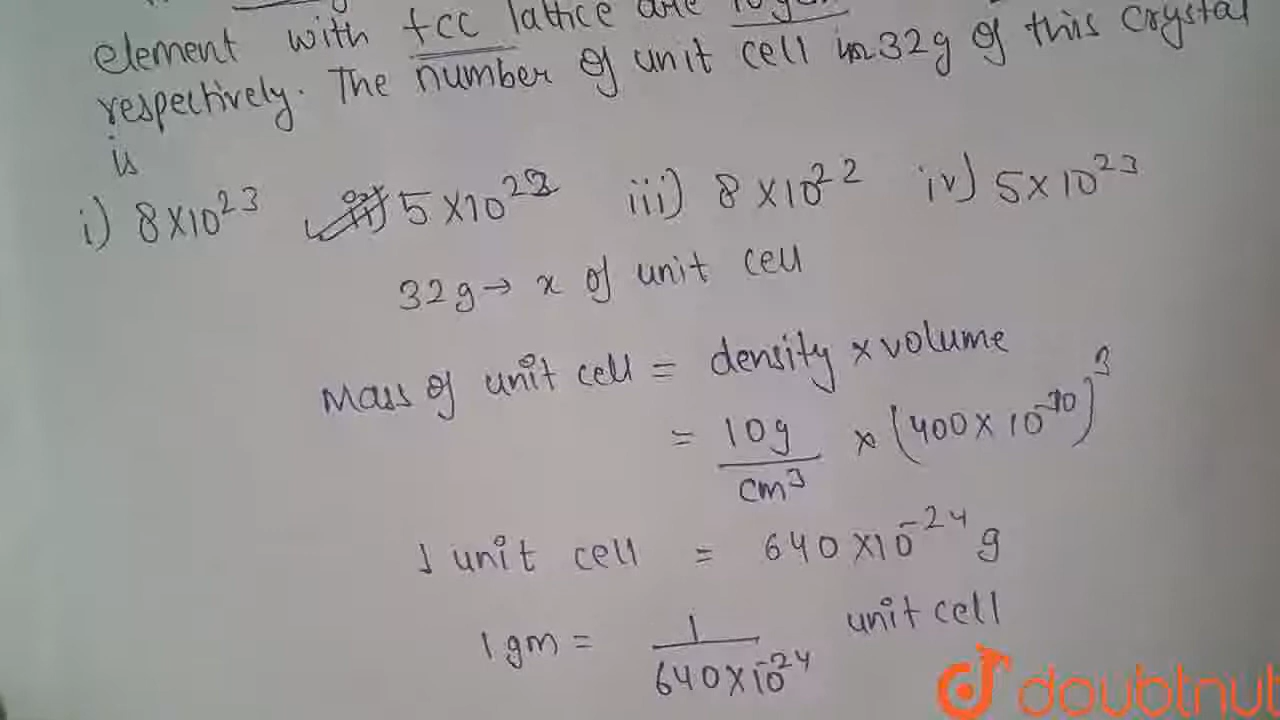 element with fcc lattice are
respectively. The number of unit cell in 32g of this crystal
is
i) 8×10²³ ii) 5×10²² iii) 8×10²² iv) 5×10²³
32g→ x of unit cell
Mass of unit cell = density × volume
= 10g/cm³ × (400×10⁻¹⁰)³
1 unit cell = 640×10⁻²⁴ g
1gm = 1/640×10⁻²⁴ unit cell
doubtnut